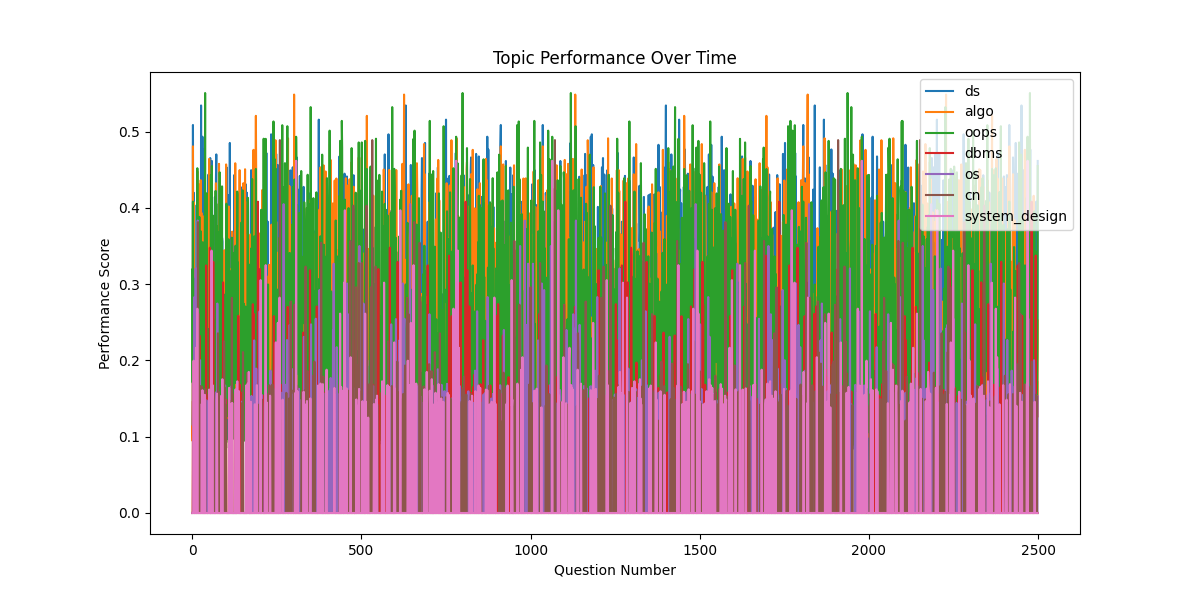 Topic Performance Over Time
ds
algo
oops
dbms
os
cn
system_design
Performance Score
0.5
0.4
0.3
0.2
0.1
0.0
0
500
1000
1500
2000
2500
Question Number